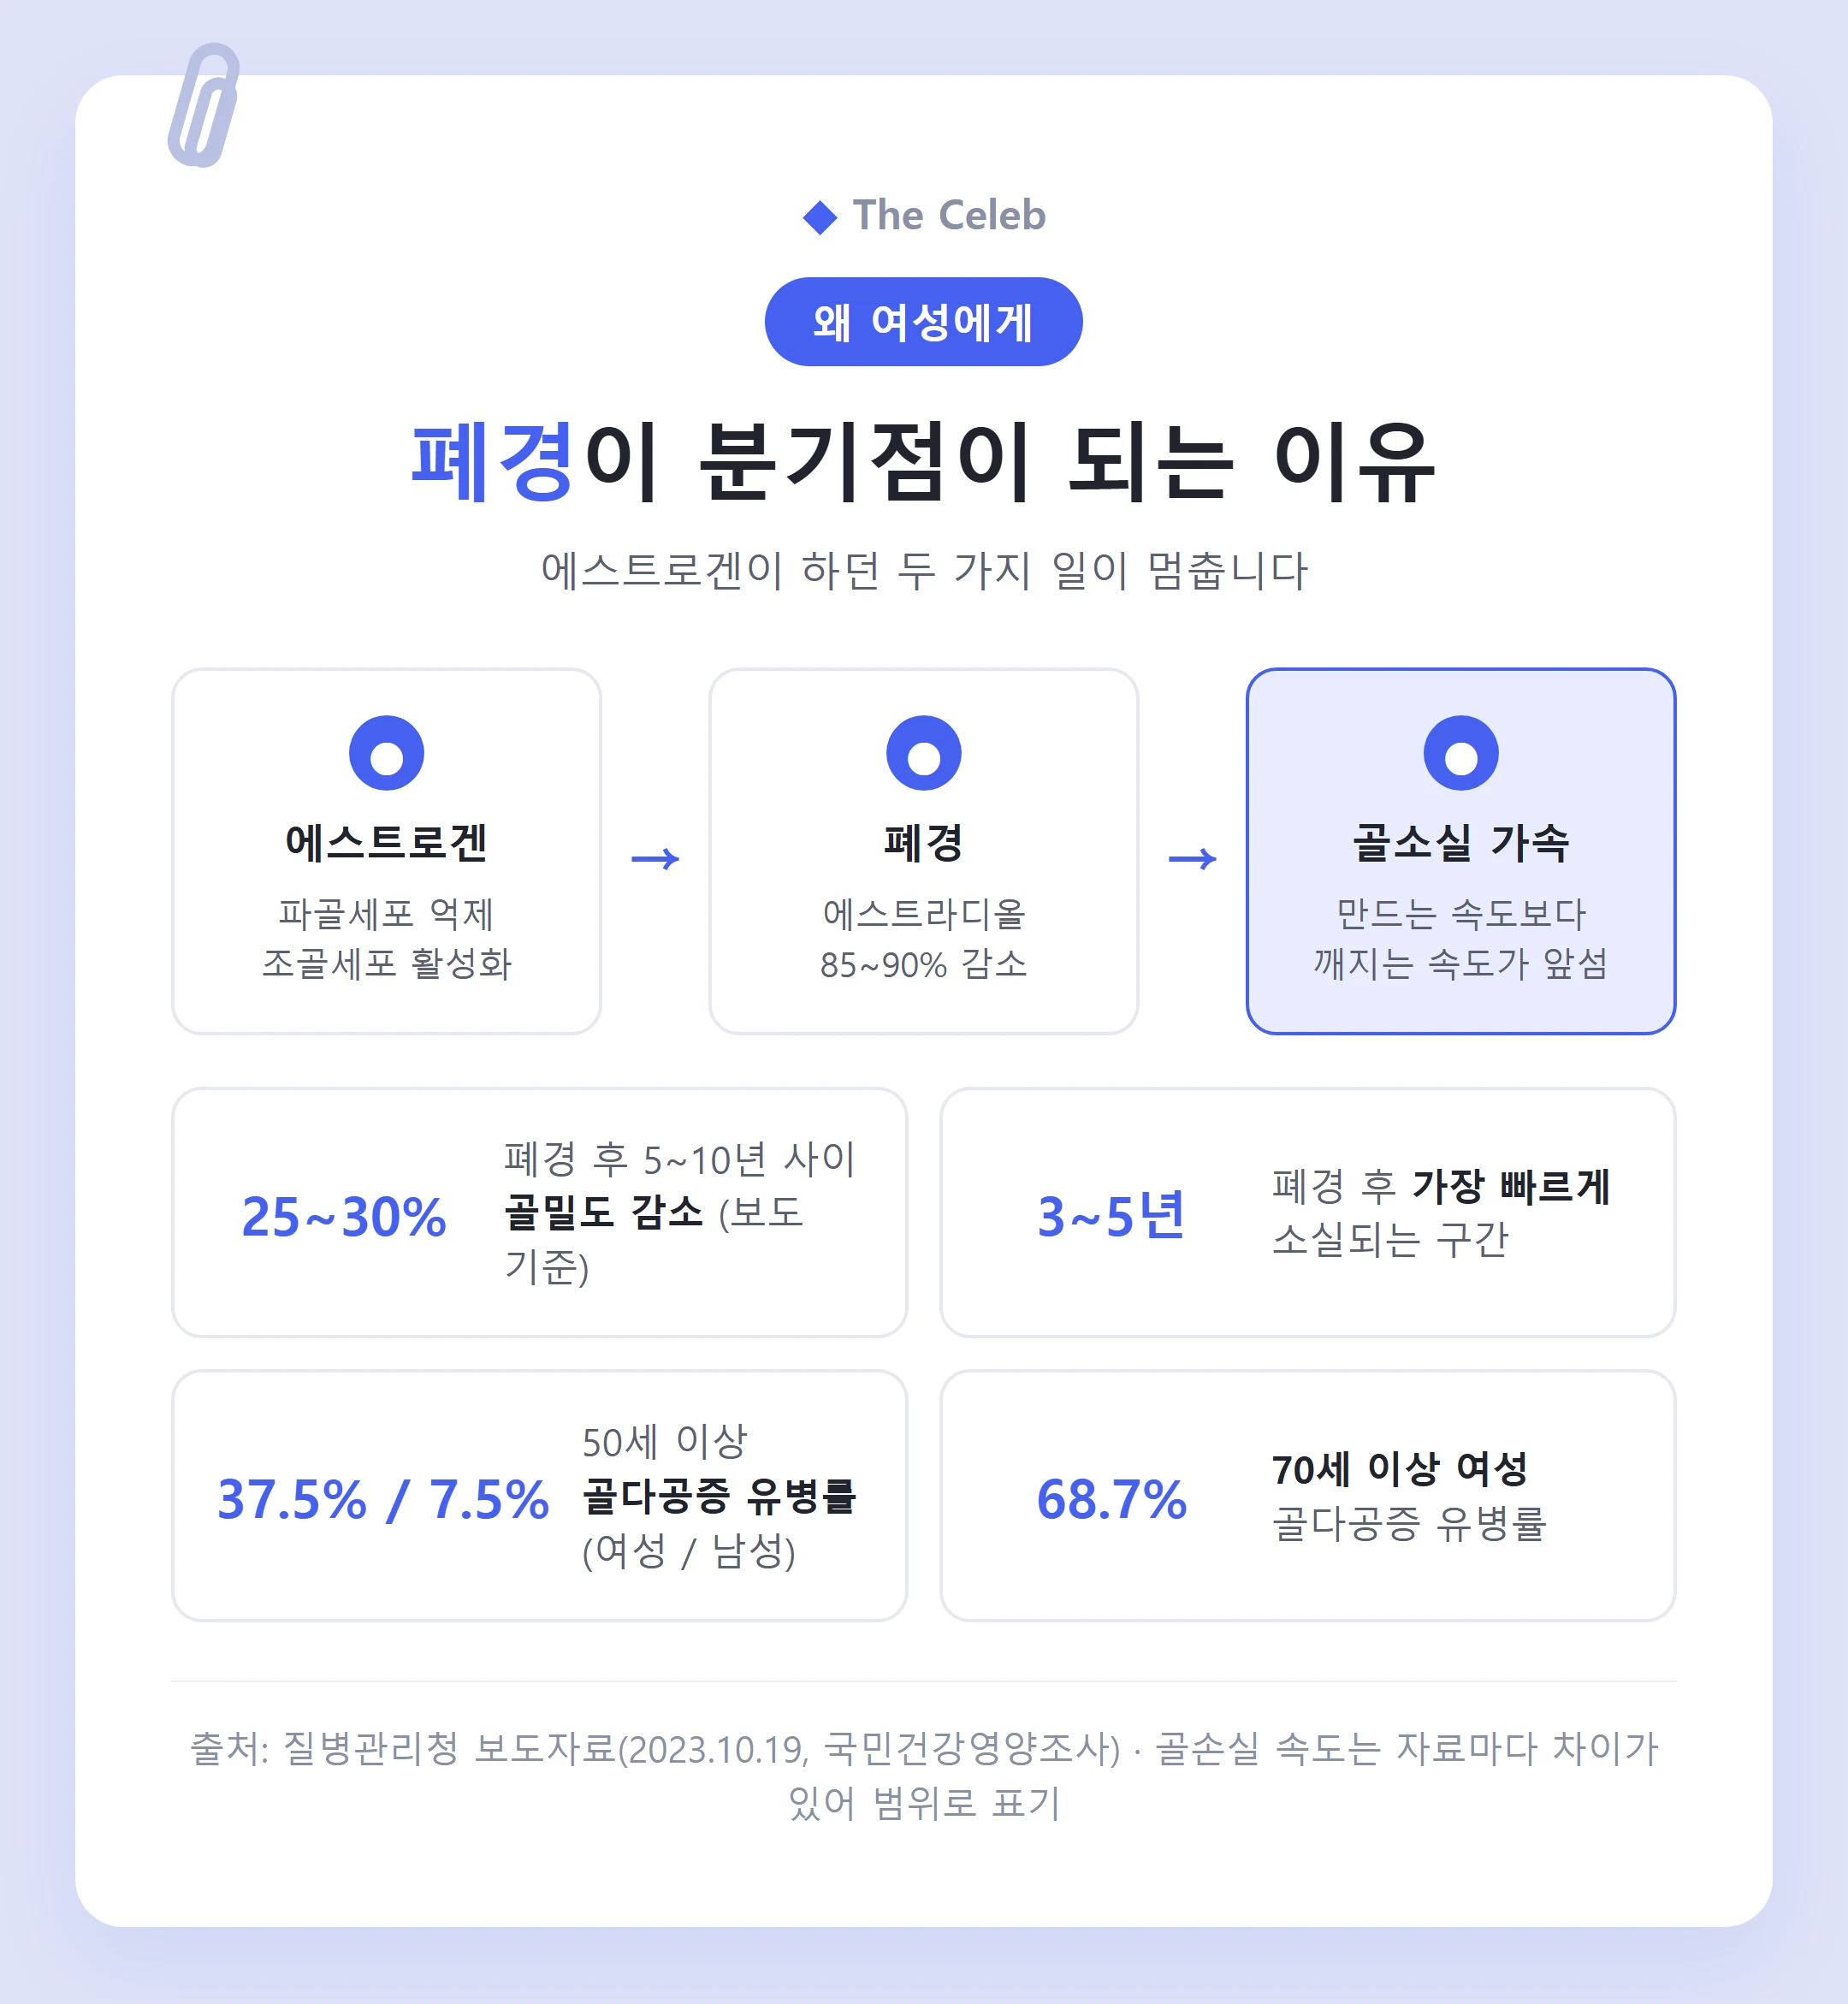 The Celeb
왜 여성에게
폐경이 분기점이 되는 이유
에스트로겐이 하던 두 가지 일이 멈춥니다
에스트로겐
파골세포 억제
조골세포 활성화
→
폐경
에스트라디올
85~90% 감소
→
골소실 가속
만드는 속도보다
깨지는 속도가 앞섬
25~30%
폐경 후 5~10년 사이
골밀도 감소 (보도
기준)
3~5년
폐경 후 가장 빠르게
소실되는 구간
37.5% / 7.5%
50세 이상
골다공증 유병률
(여성 / 남성)
68.7%
70세 이상 여성
골다공증 유병률
출처: 질병관리청 보도자료(2023.10.19, 국민건강영양조사) · 골손실 속도는 자료마다 차이가
있어 범위로 표기